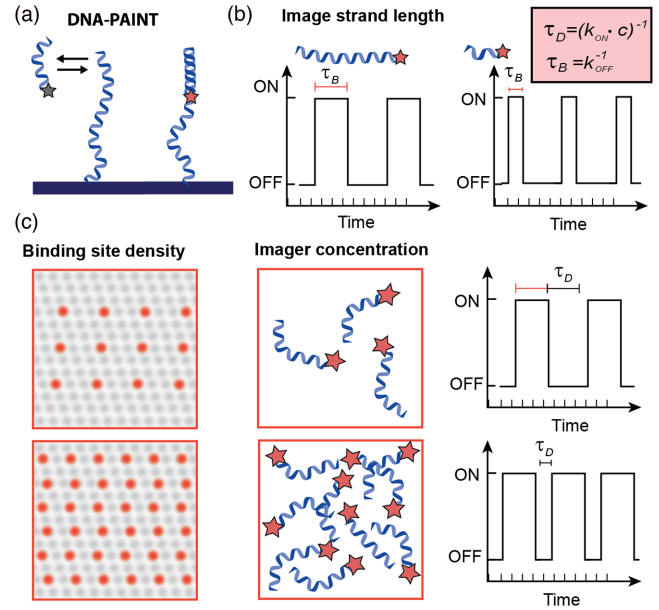 (a)
DNA-PAINT
(b)
Image strand length
τD=(kON· c)⁻¹
τB=kOFF⁻¹
τB
ON
OFF
Time
τB
ON
OFF
Time
(c)
Binding site density
Imager concentration
τD
ON
OFF
Time
τD
ON
OFF
Time